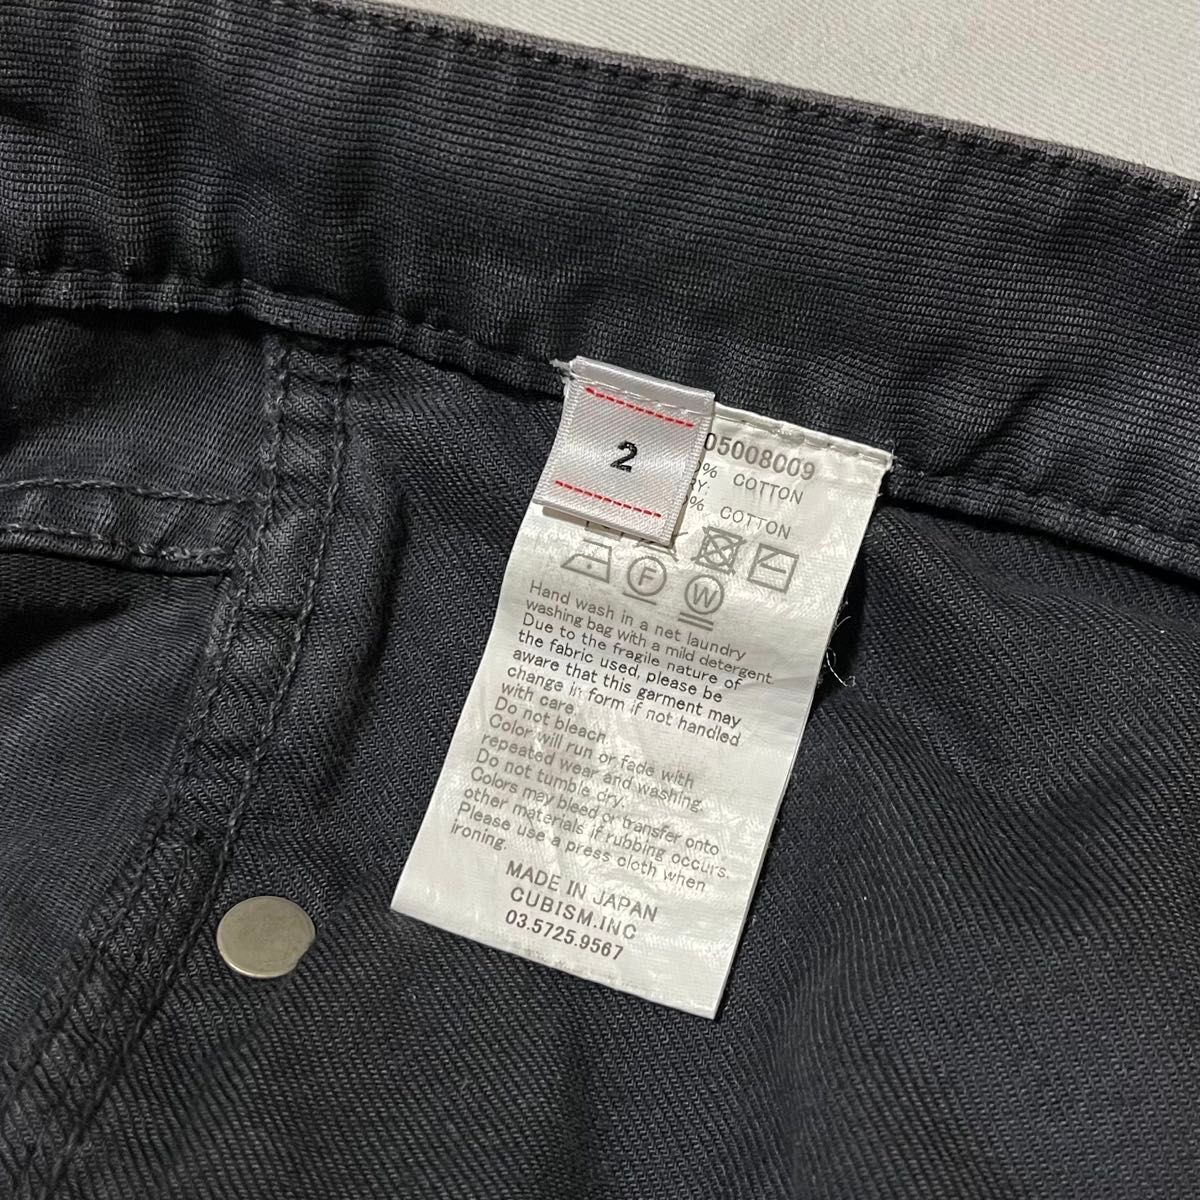 2
05008009
% COTTON
RY:
% COTTON
F
W
Hand wash in a net laundry
washing bag with a mild detergent.
Due to the fragile nature of
the fabric used, please be
aware that this garment may
change in form if not handled
with care.
Do not bleach.
Color will run or fade with
repeated wear and washing.
Do not tumble dry.
Colors may bleed or transfer onto
other materials if rubbing occurs.
Please use a press cloth when
ironing.
MADE IN JAPAN
CUBISM.INC
03.5725.9567